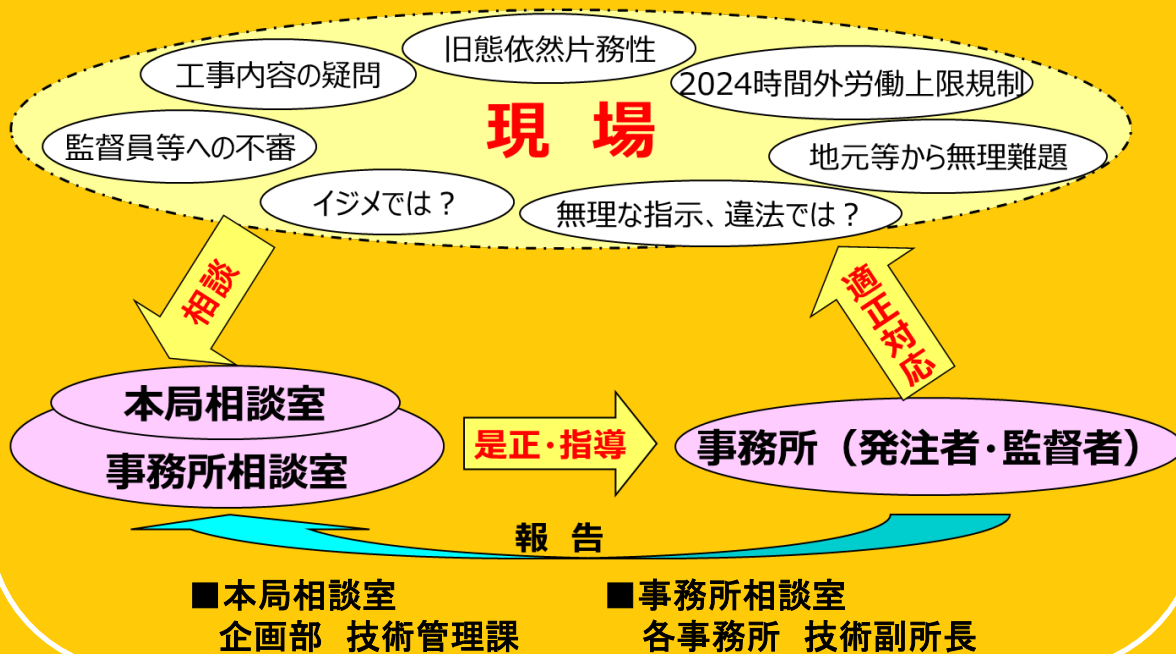 旧態依然片務性
工事内容の疑問
2024時間外労働上限規制
現 場
監督員等への不審
地元等から無理難題
イジメでは？
無理な指示、違法では？
相談
適正対応
本局相談室
事務所相談室
是正・指導
事務所（発注者・監督者）
報 告
■本局相談室
企画部 技術管理課
■事務所相談室
各事務所 技術副所長